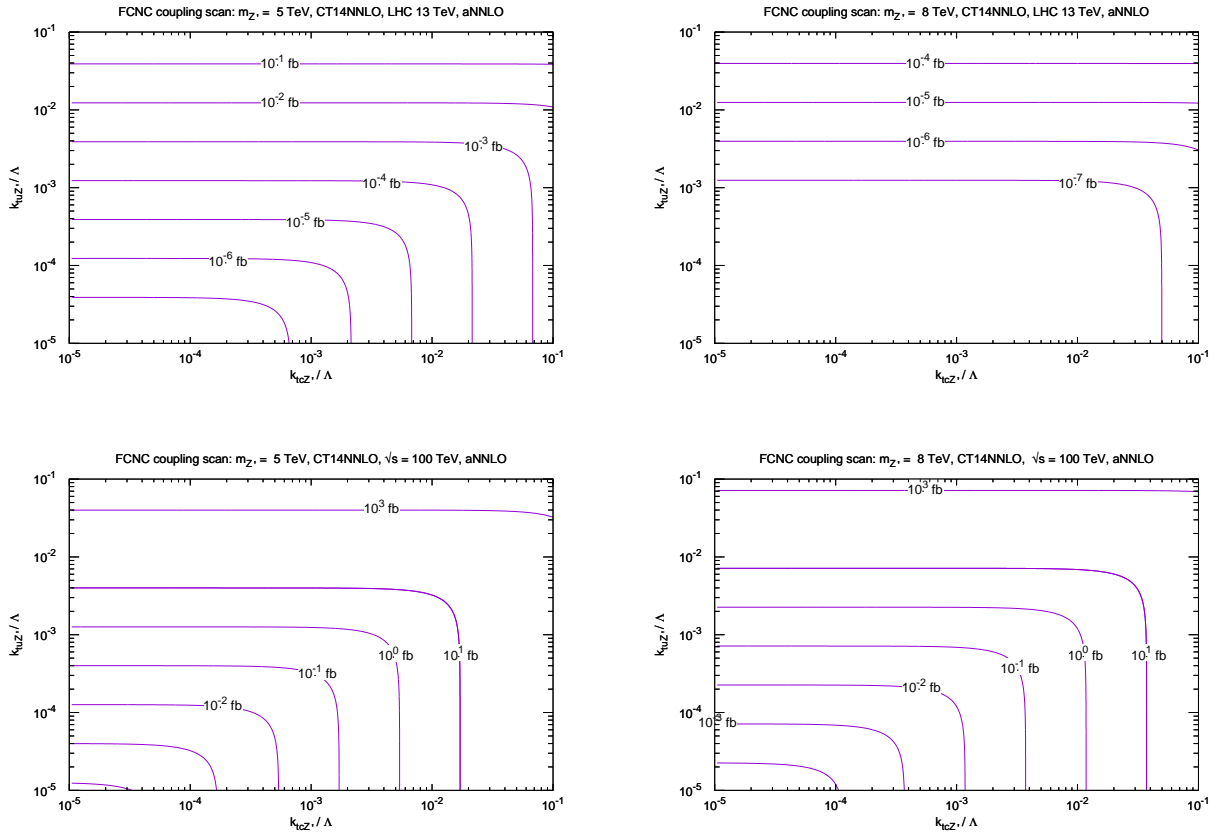 FCNC coupling scan: m_Z' = 5 TeV, CT14NNLO, LHC 13 TeV, aNNLO
10^-1
10^-2
10^-3
10^-4
10^-5
k_tuZ' / Λ
10^-1 fb
10^-2 fb
10^-3 fb
10^-4 fb
10^-5 fb
10^-6 fb
10^-5 10^-4 10^-3 10^-2 10^-1
k_tcZ' / Λ
FCNC coupling scan: m_Z' = 8 TeV, CT14NNLO, LHC 13 TeV, aNNLO
10^-1
10^-2
10^-3
10^-4
10^-5
k_tuZ' / Λ
10^-4 fb
10^-5 fb
10^-6 fb
10^-7 fb
10^-5 10^-4 10^-3 10^-2 10^-1
k_tcZ' / Λ
FCNC coupling scan: m_Z' = 5 TeV, CT14NNLO, √s = 100 TeV, aNNLO
10^-1
10^-2
10^-3
10^-4
10^-5
k_tuZ' / Λ
10^3 fb
10^0 fb 10^1 fb
10^-1 fb
10^-2 fb
10^-5 10^-4 10^-3 10^-2 10^-1
k_tcZ' / Λ
FCNC coupling scan: m_Z' = 8 TeV, CT14NNLO, √s = 100 TeV, aNNLO
10^-1
10^-2
10^-3
10^-4
10^-5
k_tuZ' / Λ
10^3 fb
10^0 fb 10^1 fb
10^-1 fb
10^-2 fb
10^-3 fb
10^-5 10^-4 10^-3 10^-2 10^-1
k_tcZ' / Λ